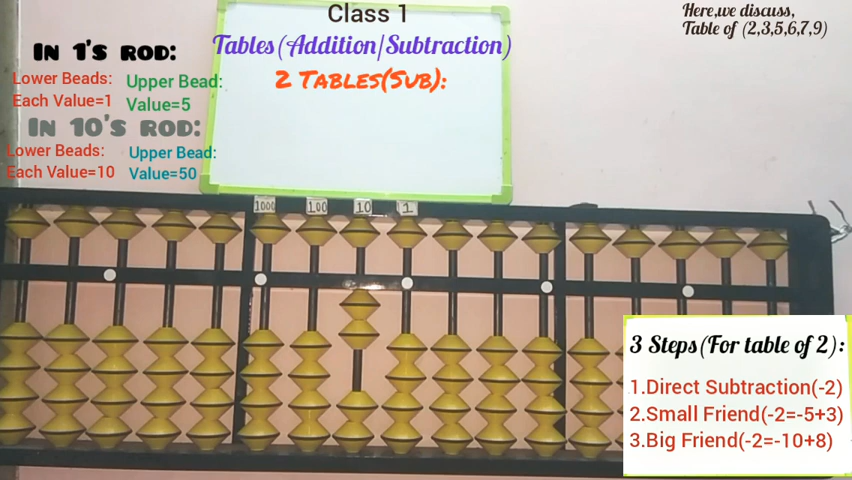 Class 1
Tables(Addition/Subtraction)
2 Tables(Sub):
Here,we discuss,
Table of (2,3,5,6,7,9)
In 1's rod:
Lower Beads:
Each Value=1
Upper Bead:
Value=5
In 10's rod:
Lower Beads:
Each Value=10
Upper Bead:
Value=50
1000
100
10
1
3 Steps(For table of 2):
1.Direct Subtraction(-2)
2.Small Friend(-2=-5+3)
3.Big Friend(-2=-10+8)